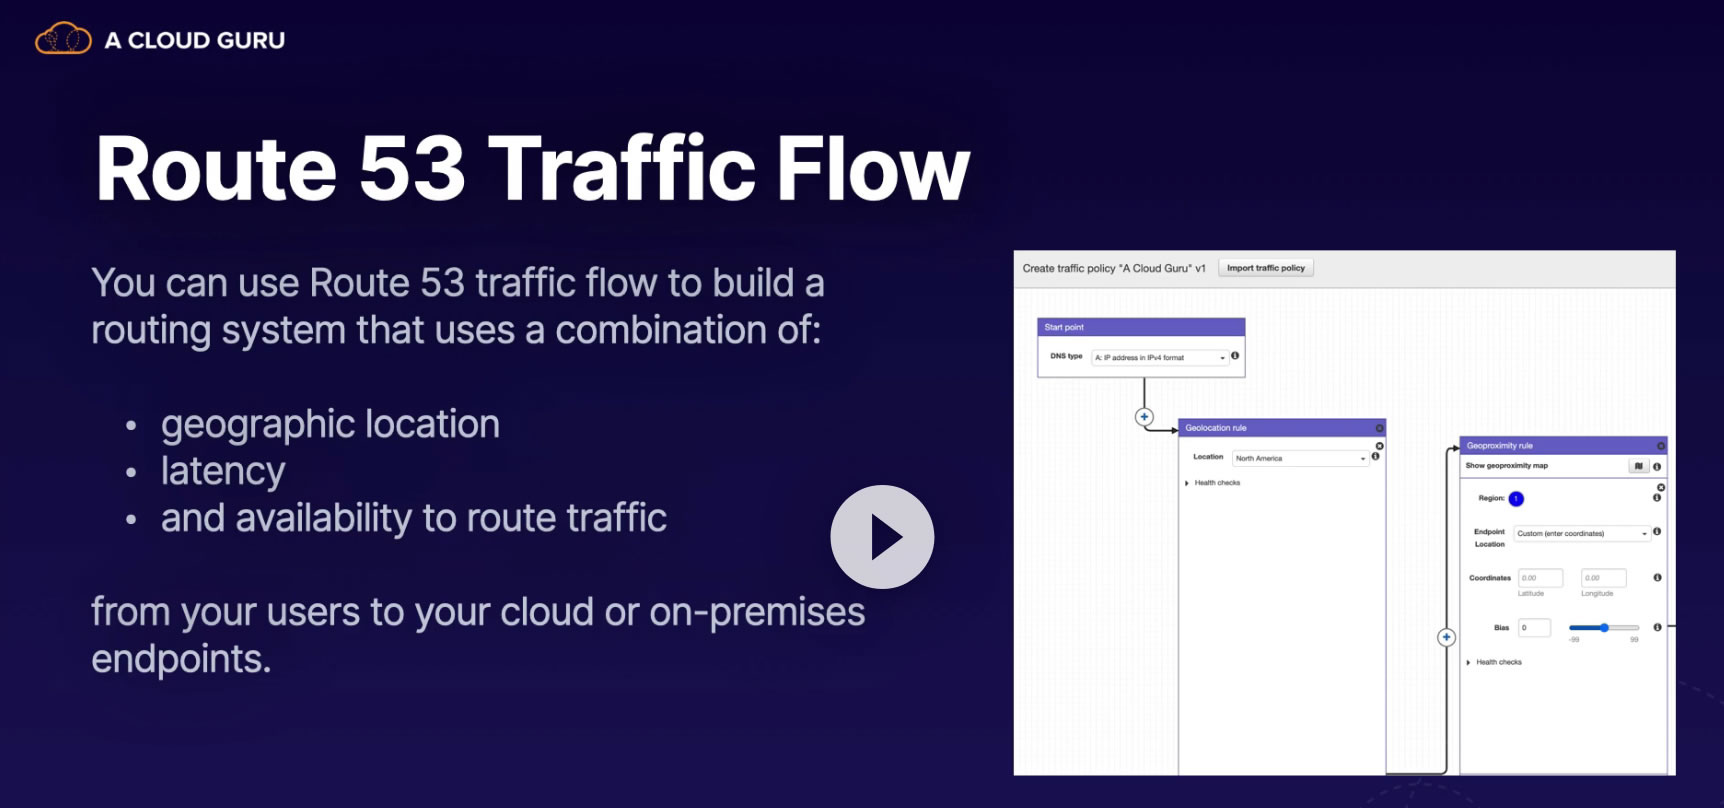 A CLOUD GURU
Route 53 Traffic Flow
You can use Route 53 traffic flow to build a
routing system that uses a combination of:
• geographic location
• latency
• and availability to route traffic
from your users to your cloud or on-premises
endpoints.
Create traffic policy "A Cloud Guru" v1 Import traffic policy
Start point
DNS type A: IP address in IPv4 format
Geolocation rule
Location North America
Health checks
Geoproximity rule
Show geoproximity map
Region: 1
Endpoint Location Custom (enter coordinates)
Coordinates 0.00 0.00
Latitude Longitude
Bias 0
-99 99
Health checks